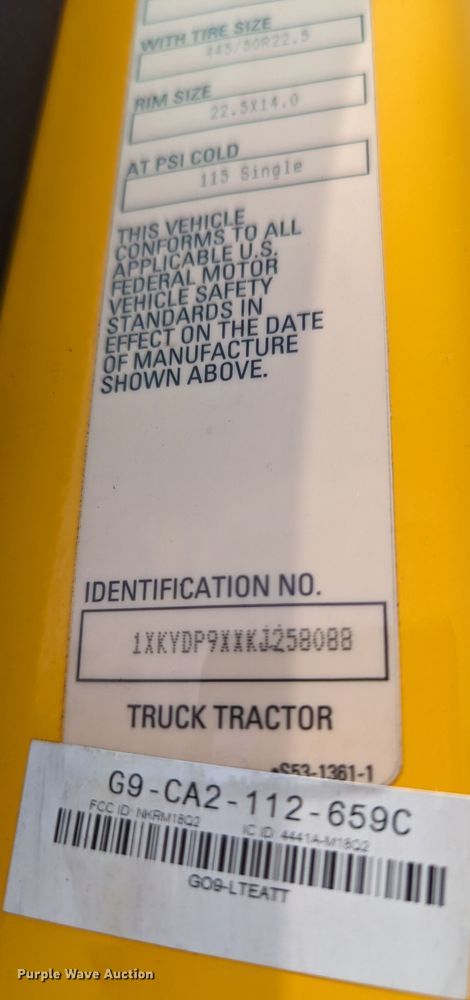 WITH TIRE SIZE
445/50R22.5
RIM SIZE
22.5X14.0
AT PSI COLD
115 Single
THIS VEHICLE
CONFORMS TO ALL
APPLICABLE U.S.
FEDERAL MOTOR
VEHICLE SAFETY
STANDARDS IN
EFFECT ON THE DATE
OF MANUFACTURE
SHOWN ABOVE.
IDENTIFICATION NO.
1XKYDP9XXKJ258088
TRUCK TRACTOR
S53-1361-1
G9-CA2-112-659C
FCC ID: NKRM18Q2 IC ID: 4441A-M18Q2
GO9-LTEATT
Purple Wave Auction